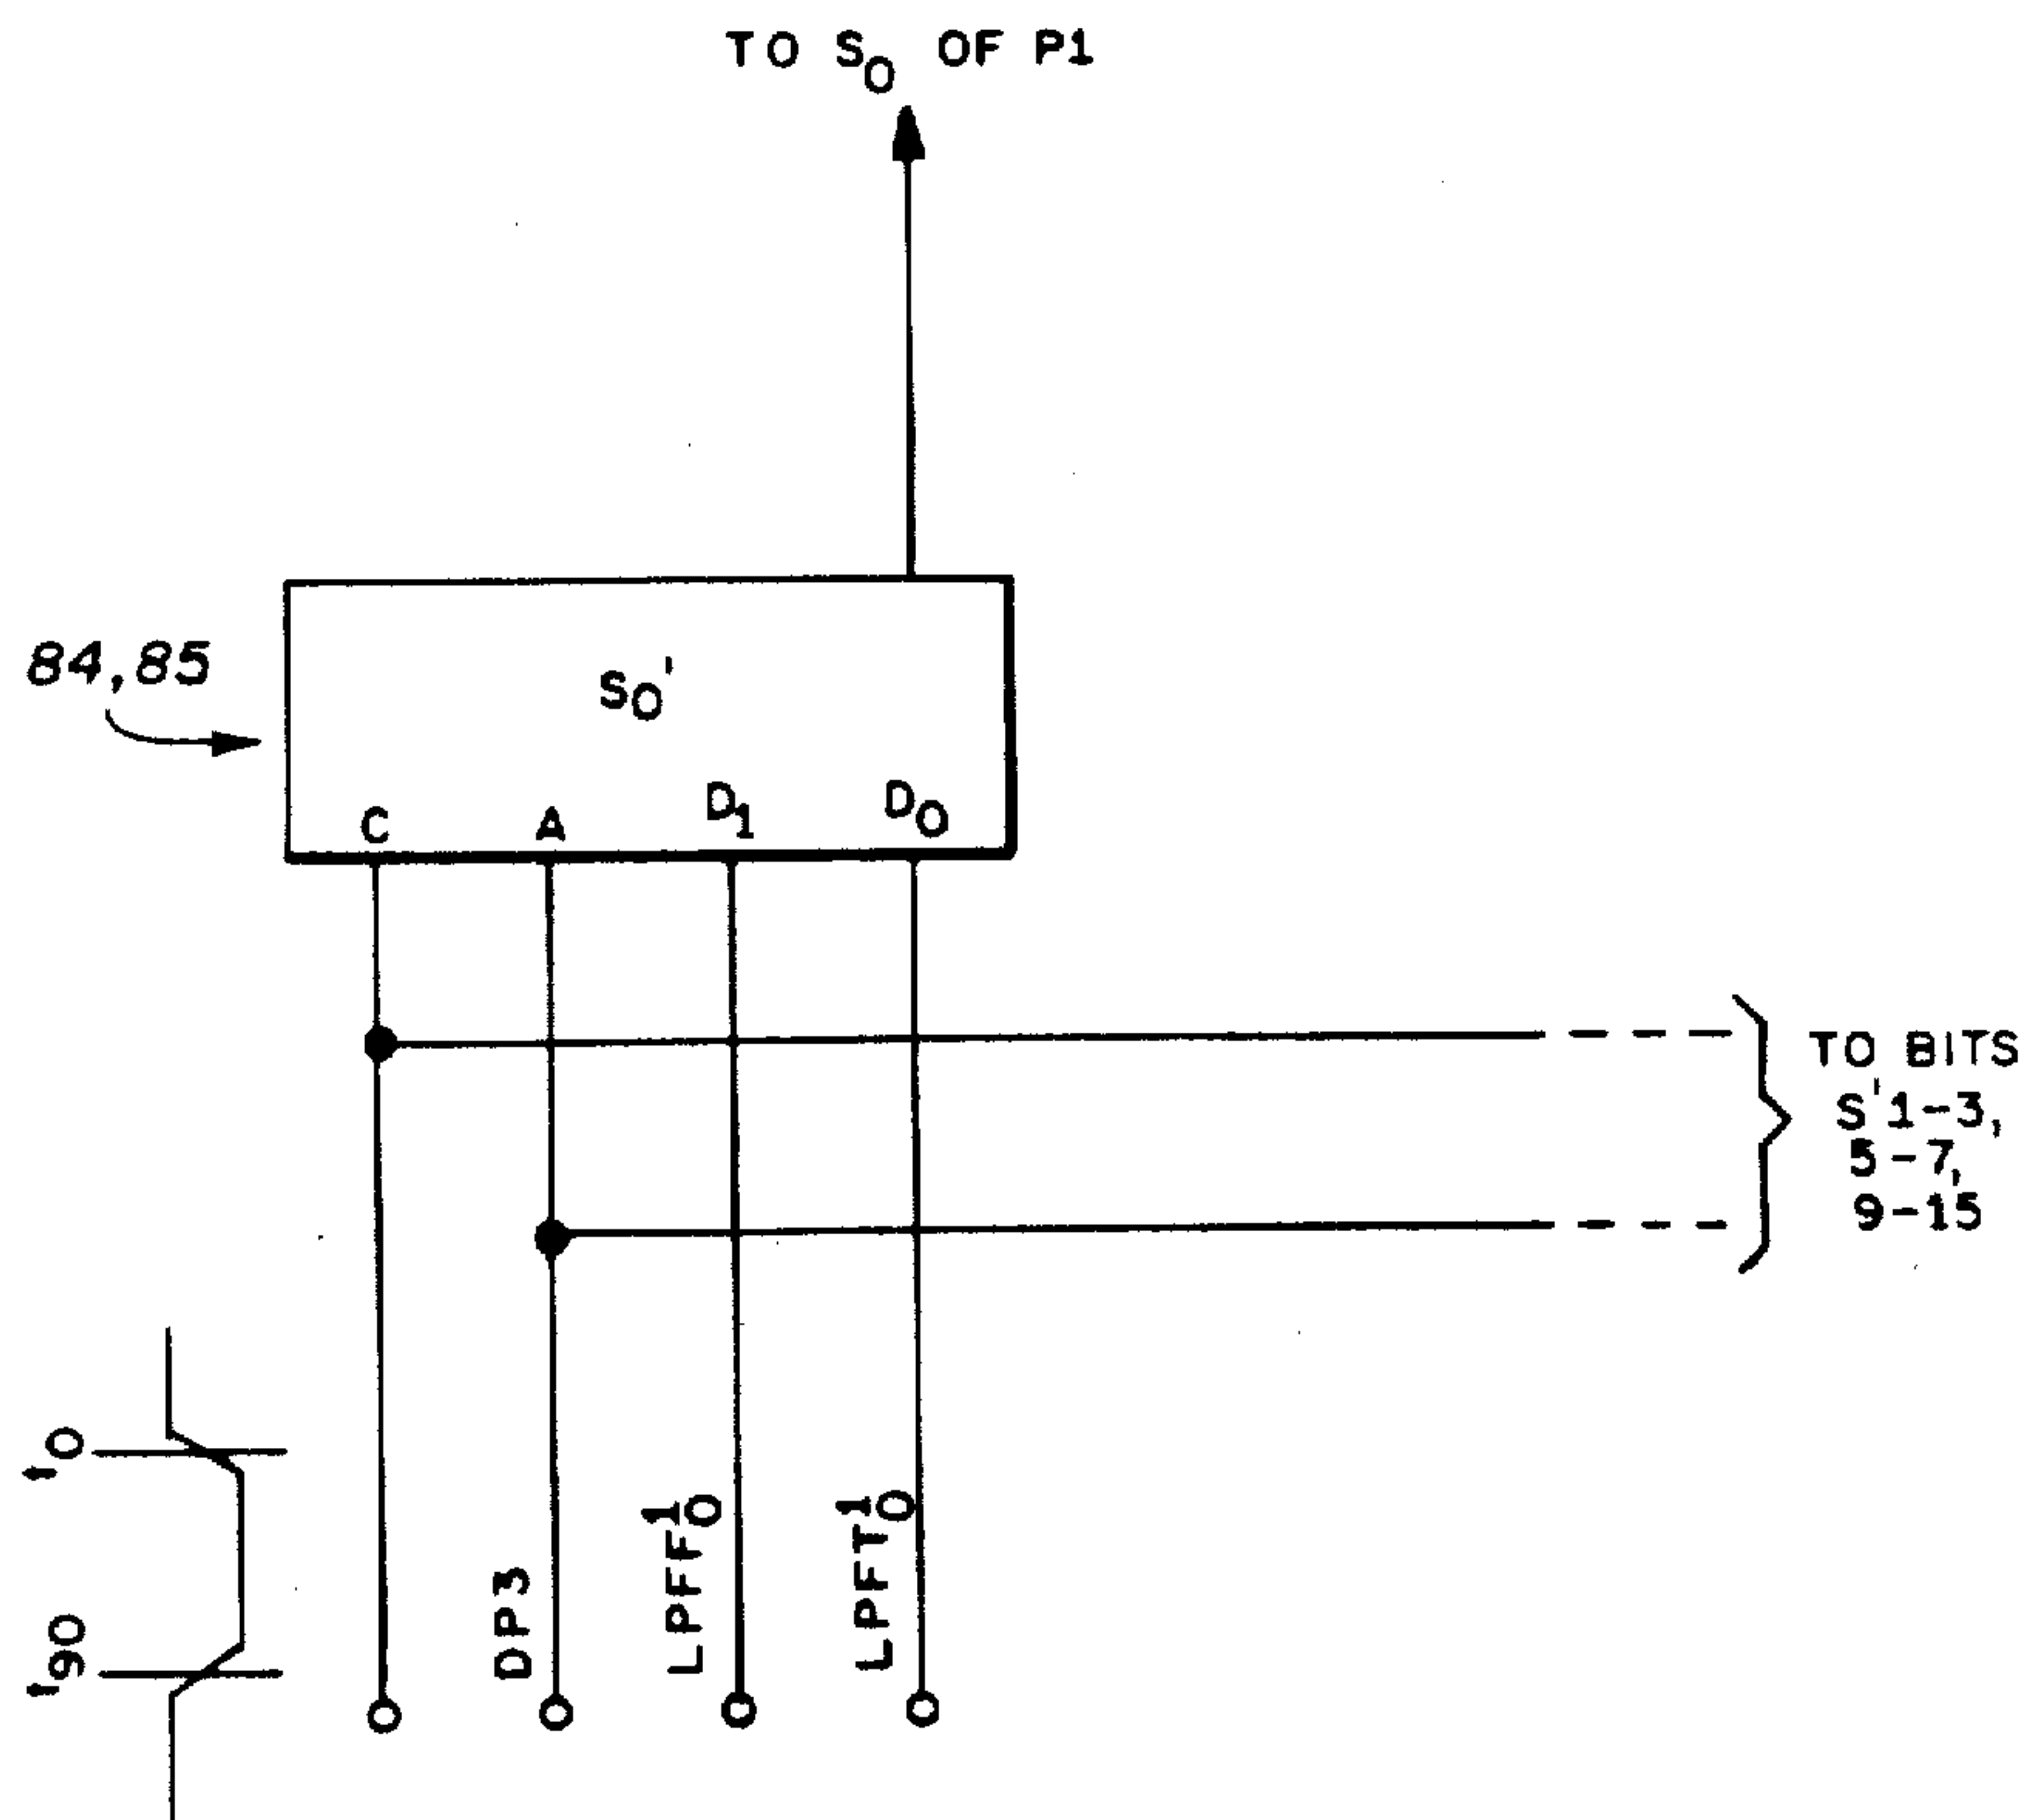 TO S0 OF P1
84,85
S0'
C A D1 D0
TO BITS
S'1-3,
5-7,
9-15
t0
t90
DP3
LPFF10
LPFT10